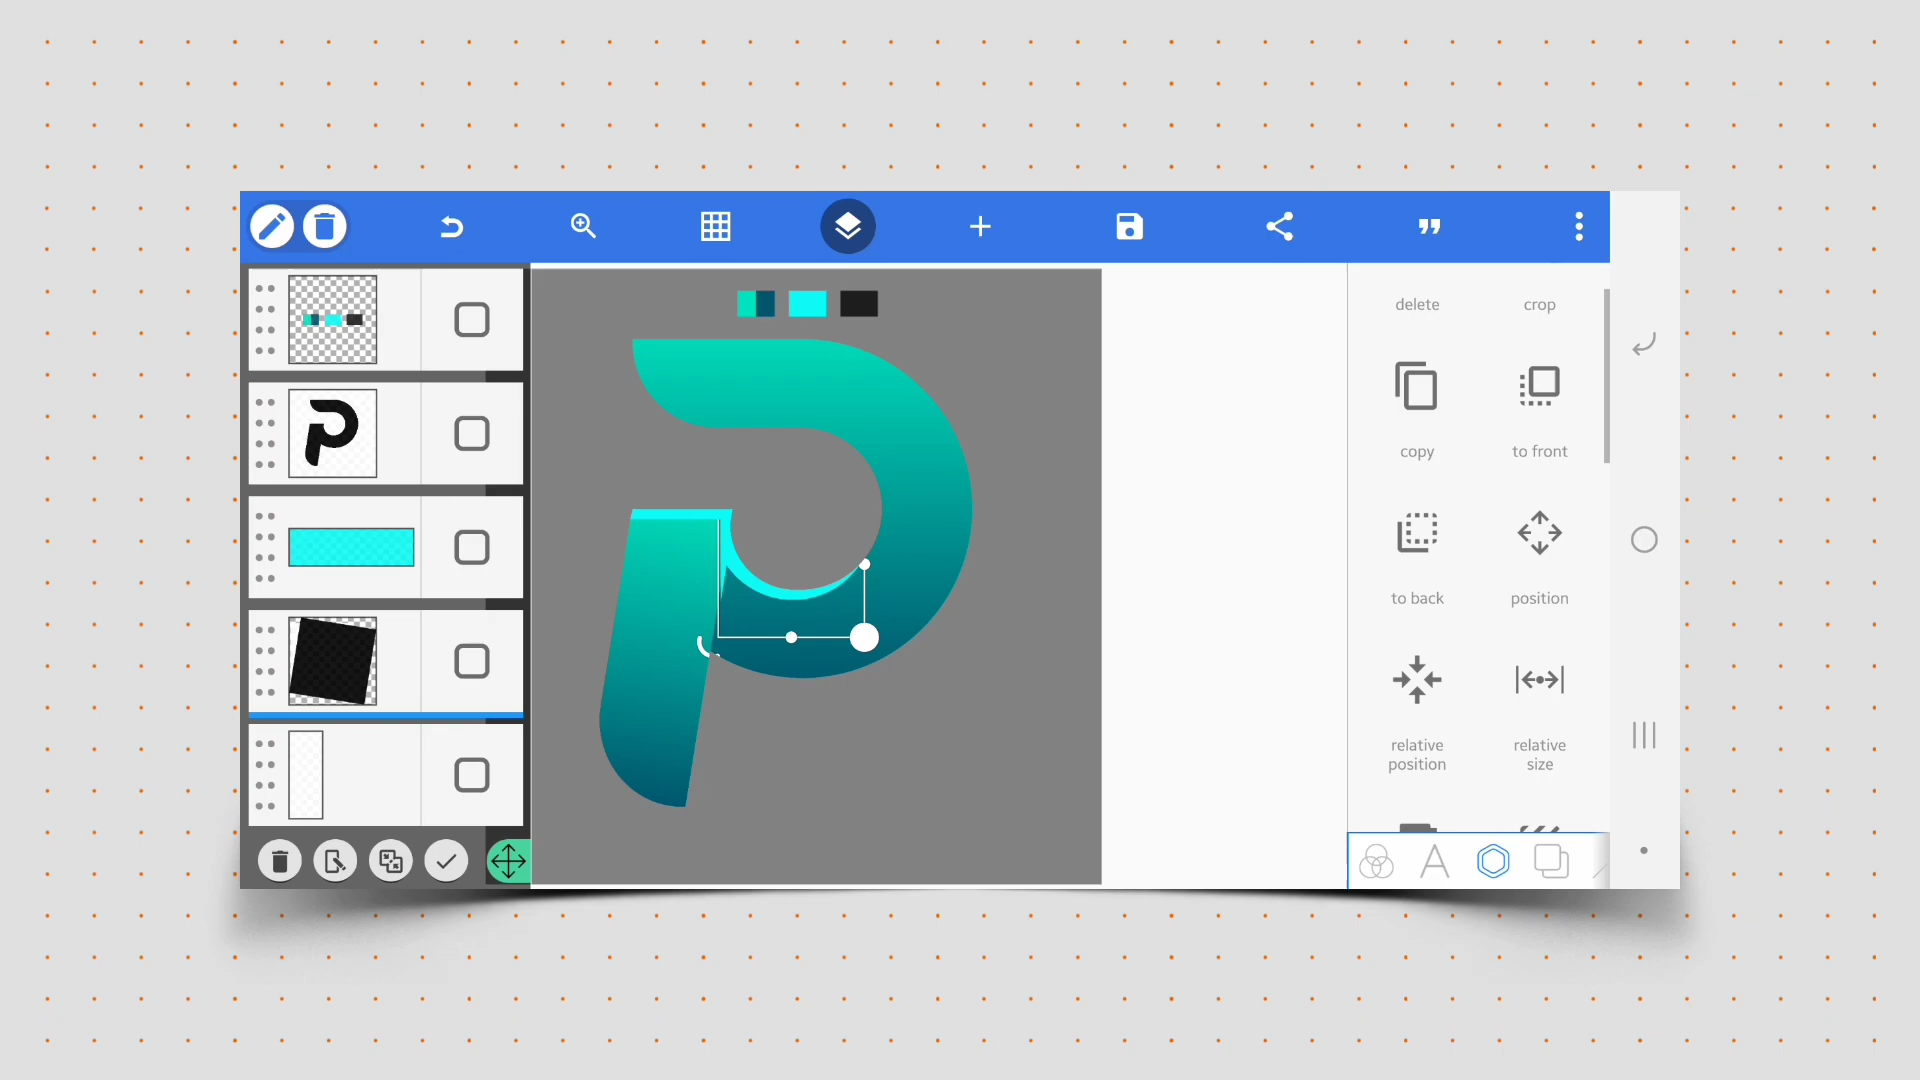 delete
crop
copy
to front
to back
position
relative
position
relative
size